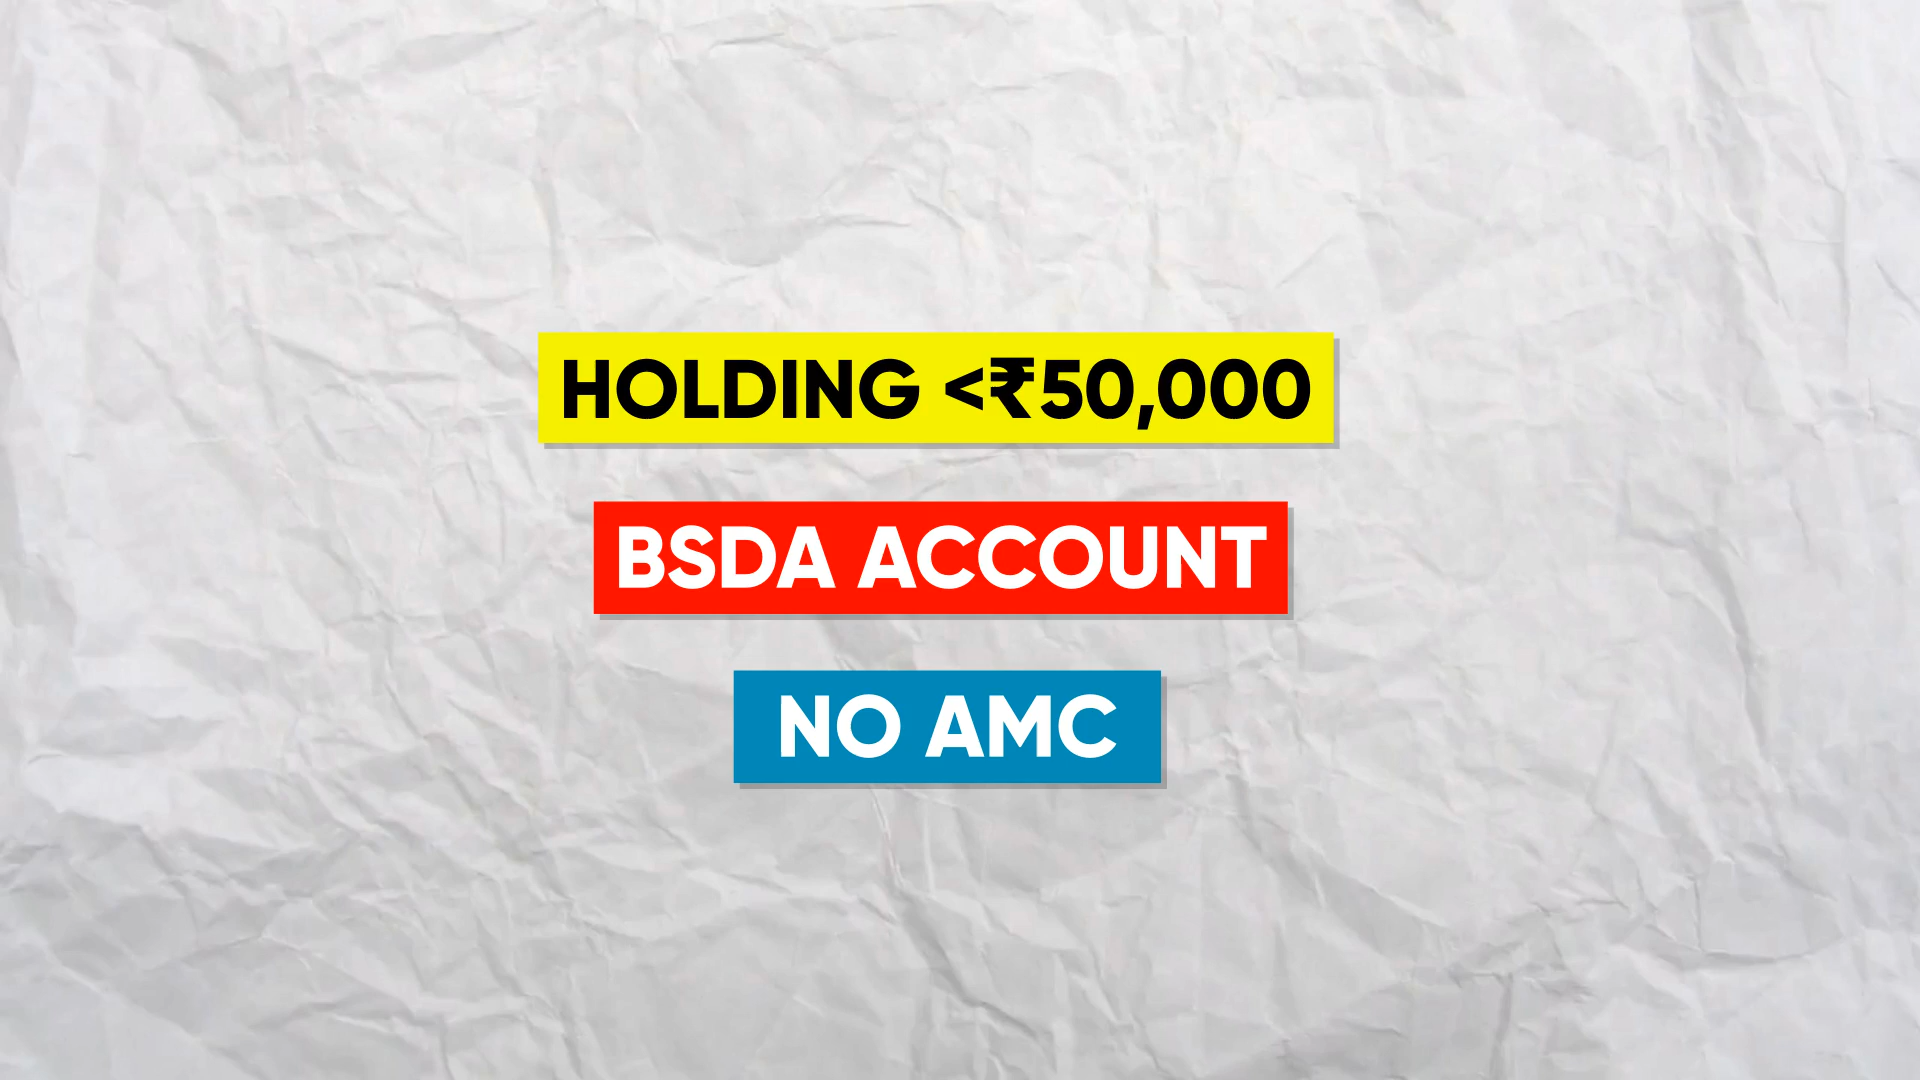 HOLDING <₹50,000
BSDA ACCOUNT
NO AMC